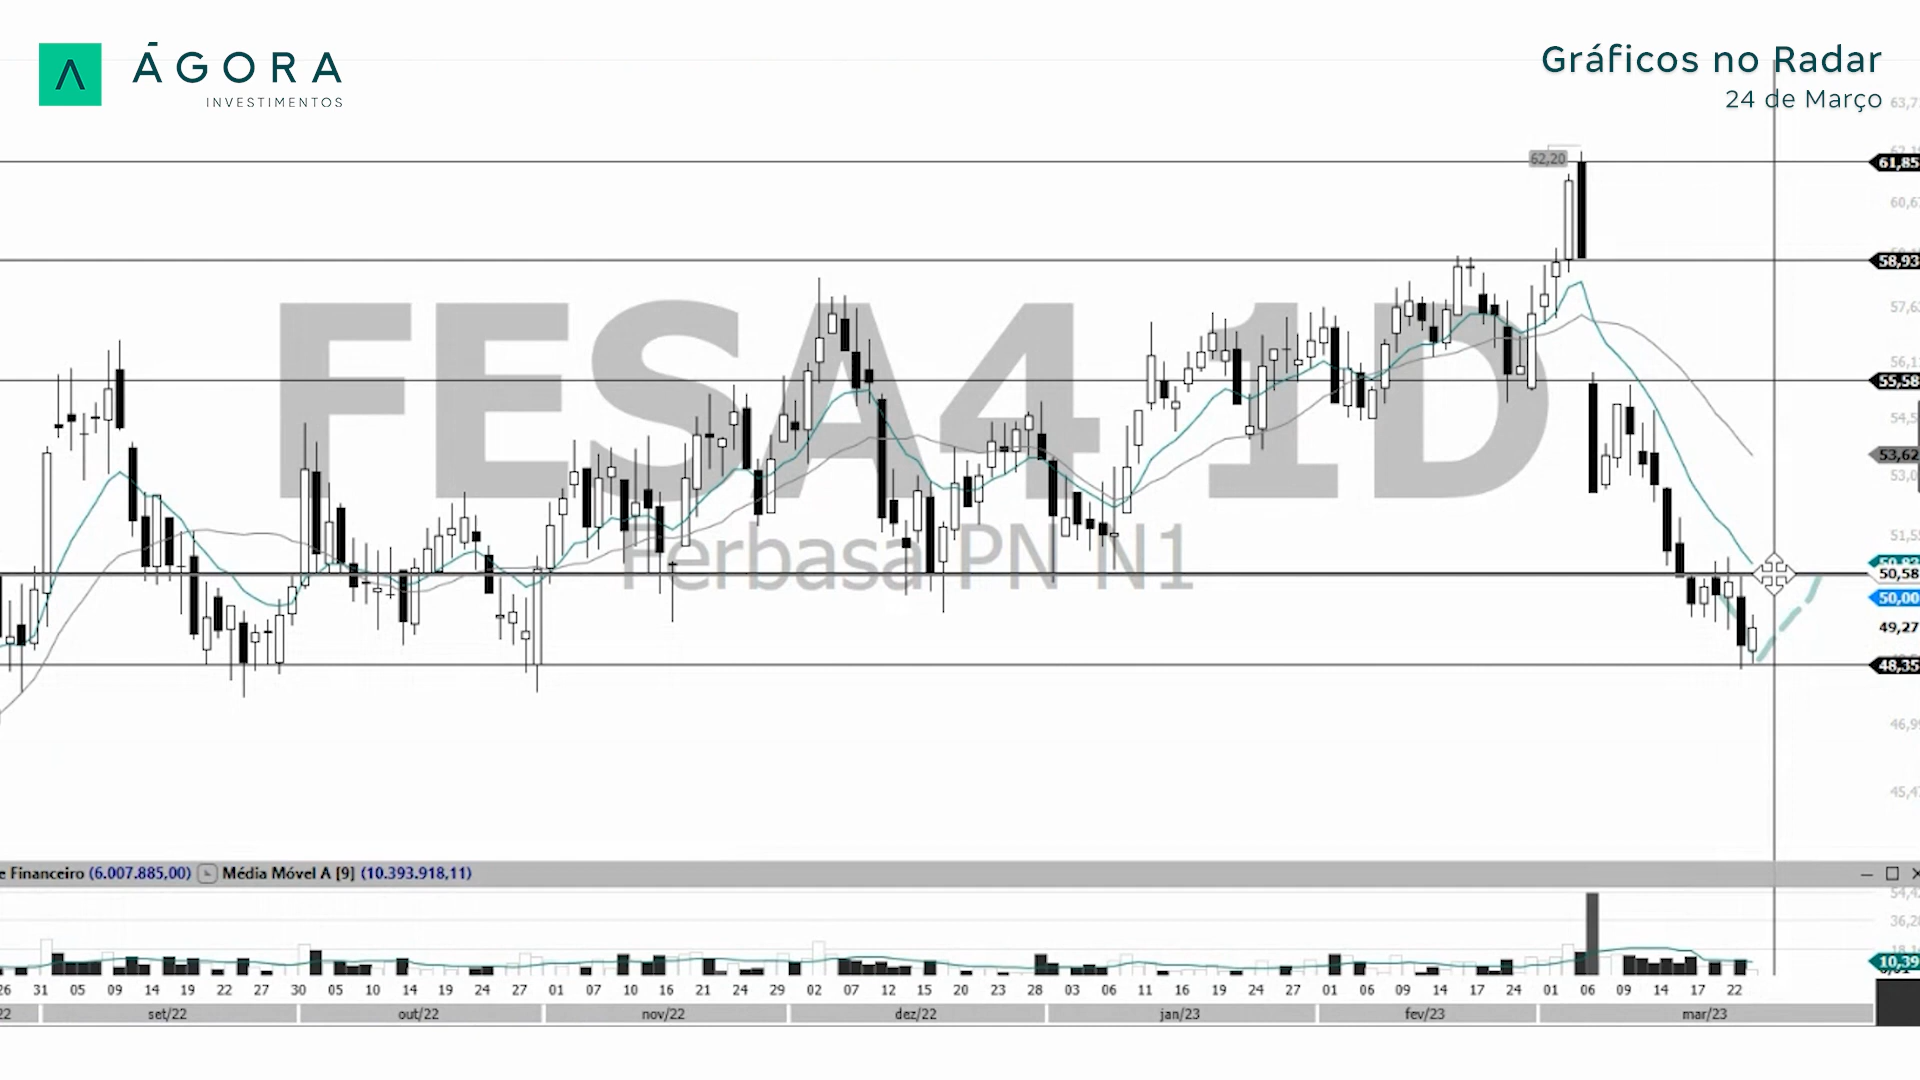 ÁGORA
INVESTIMENTOS
Gráficos no Radar
24 de Março
62,20
61,85
60,6
58,93
57,6
56,1
55,58
54,5
53,62
53,0
51,5
50,58
50,00
49,27
48,35
46,9
45,4
FESA4 1D
Ferbasa PN N1
e Financeiro (6.007.885,00) Média Móvel A [9] (10.393.918,11)
54,4
36,28
10,39
26 31 05 09 14 19 22 27 30 05 10 14 19 24 27 01 07 10 16 21 24 29 02 07 12 15 20 23 28 03 06 11 16 19 24 27 01 06 09 14 17 24 01 06 09 14 17 22
22 set/22 out/22 nov/22 dez/22 jan/23 fev/23 mar/23